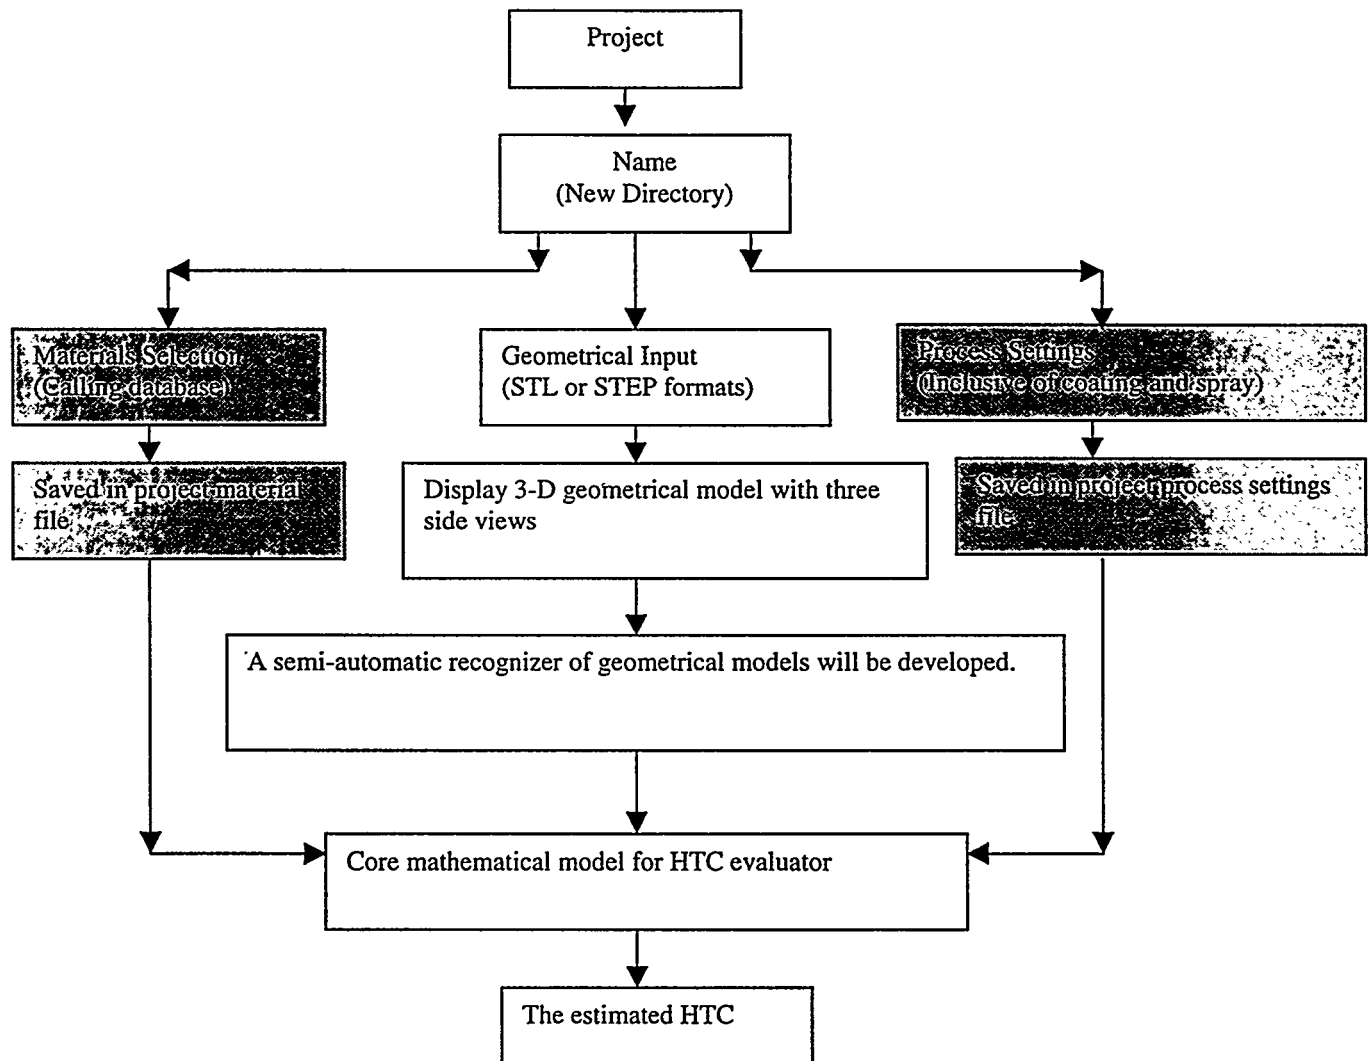 Project
Name
(New Directory)
Materials Selection
(Calling database)
Geometrical Input
(STL or STEP formats)
Process Settings
(Inclusive of coating and spray)
Saved in project material
file
Display 3-D geometrical model with three
side views
Saved in project process settings
file
A semi-automatic recognizer of geometrical models will be developed.
Core mathematical model for HTC evaluator
The estimated HTC